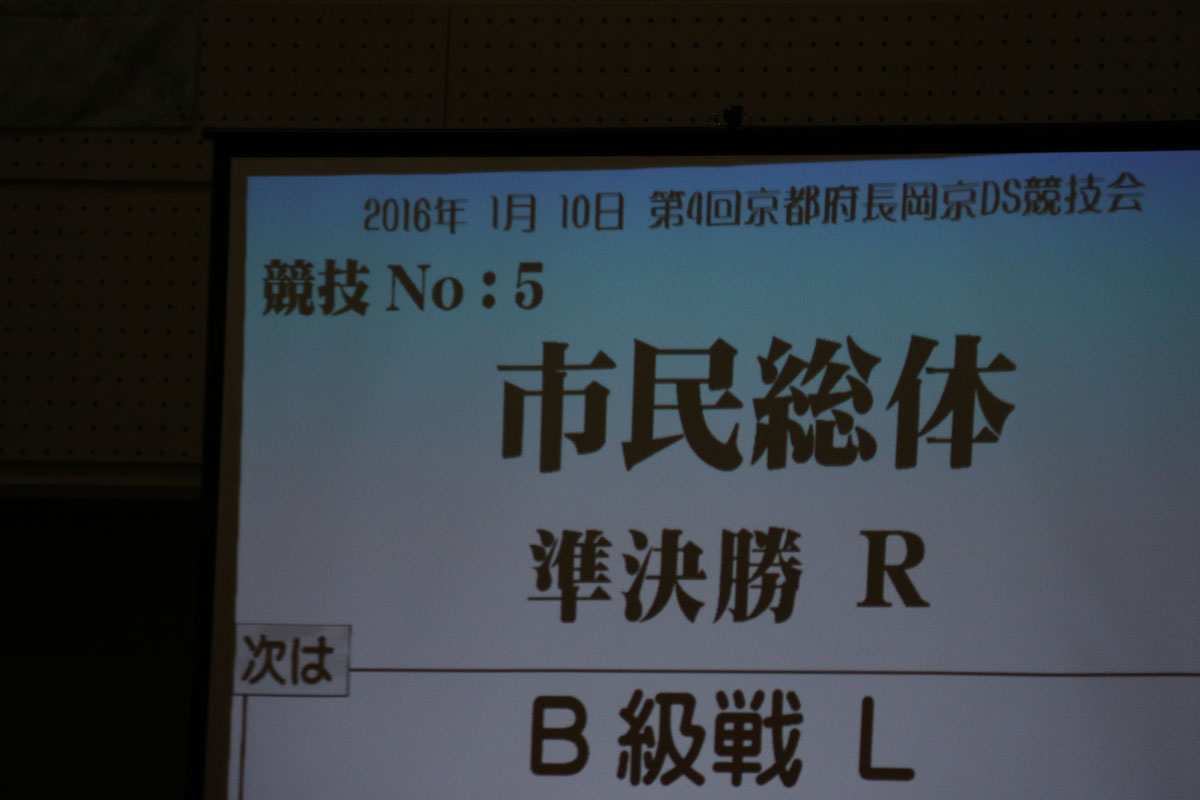 2016年 1月 10日 第4回京都府長岡京DS競技会
競技 No : 5
市民総体
準決勝 R
次は
B級戦 L